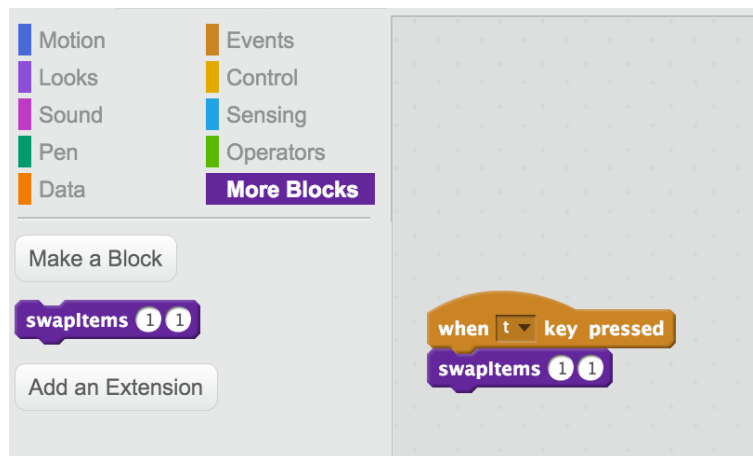 Motion
Looks
Sound
Pen
Data
Events
Control
Sensing
Operators
More Blocks
Make a Block
swapItems 1 1
Add an Extension
when t key pressed
swapItems 1 1